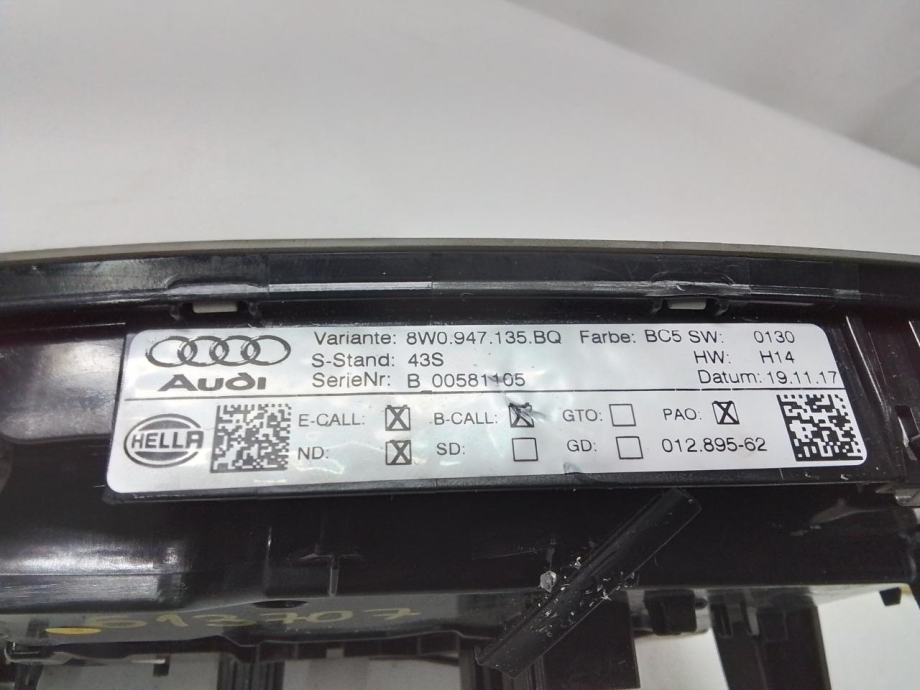 Variante: 8W0.947.135.BQ Farbe: BC5 SW: 0130
S-Stand: 43S HW: H14
Audi SerieNr: B 00581105 Datum: 19.11.17
HELLA E-CALL: ☒ B-CALL: ☒ GTO: ☐ PAO: ☒
ND: ☒ SD: ☐ GD: ☐ 012.895-62
613707